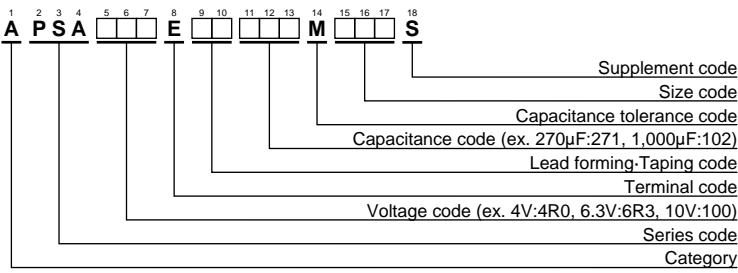 1 2 3 4 5 6 7 8 9 10 11 12 13 14 15 16 17 18
A P S A E M S
Supplement code
Size code
Capacitance tolerance code
Capacitance code (ex. 270µF:271, 1,000µF:102)
Lead forming·Taping code
Terminal code
Voltage code (ex. 4V:4R0, 6.3V:6R3, 10V:100)
Series code
Category